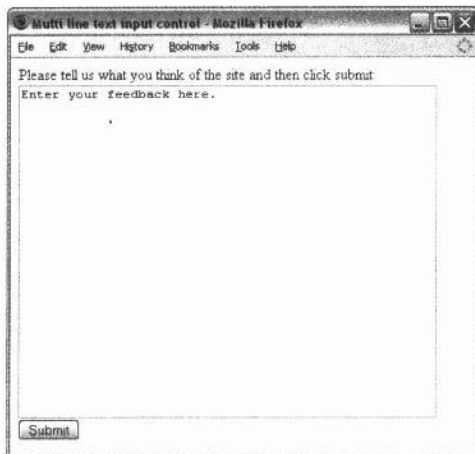 Multi line text input control - Mozilla Firefox
File Edit View History Bookmarks Tools Help
Please tell us what you think of the site and then click submit:
Enter your feedback here.
Submit